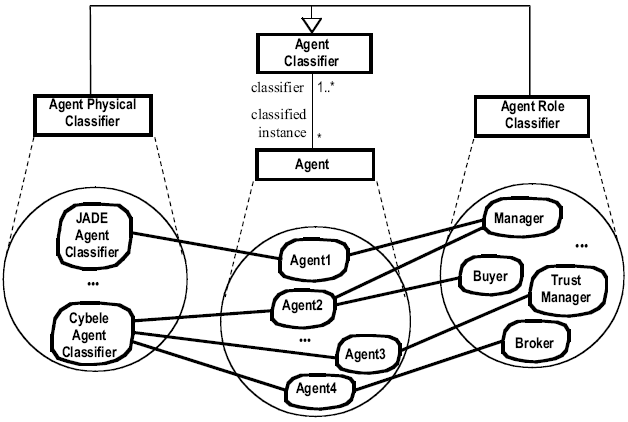 Agent
Classifier
classifier
1..*
Agent Physical
Classifier
Agent Role
Classifier
classified
instance
*
Agent
JADE
Agent
Classifier
...
Cybele
Agent
Classifier
Agent1
Agent2
...
Agent3
Agent4
Manager
...
Buyer
Trust
Manager
Broker